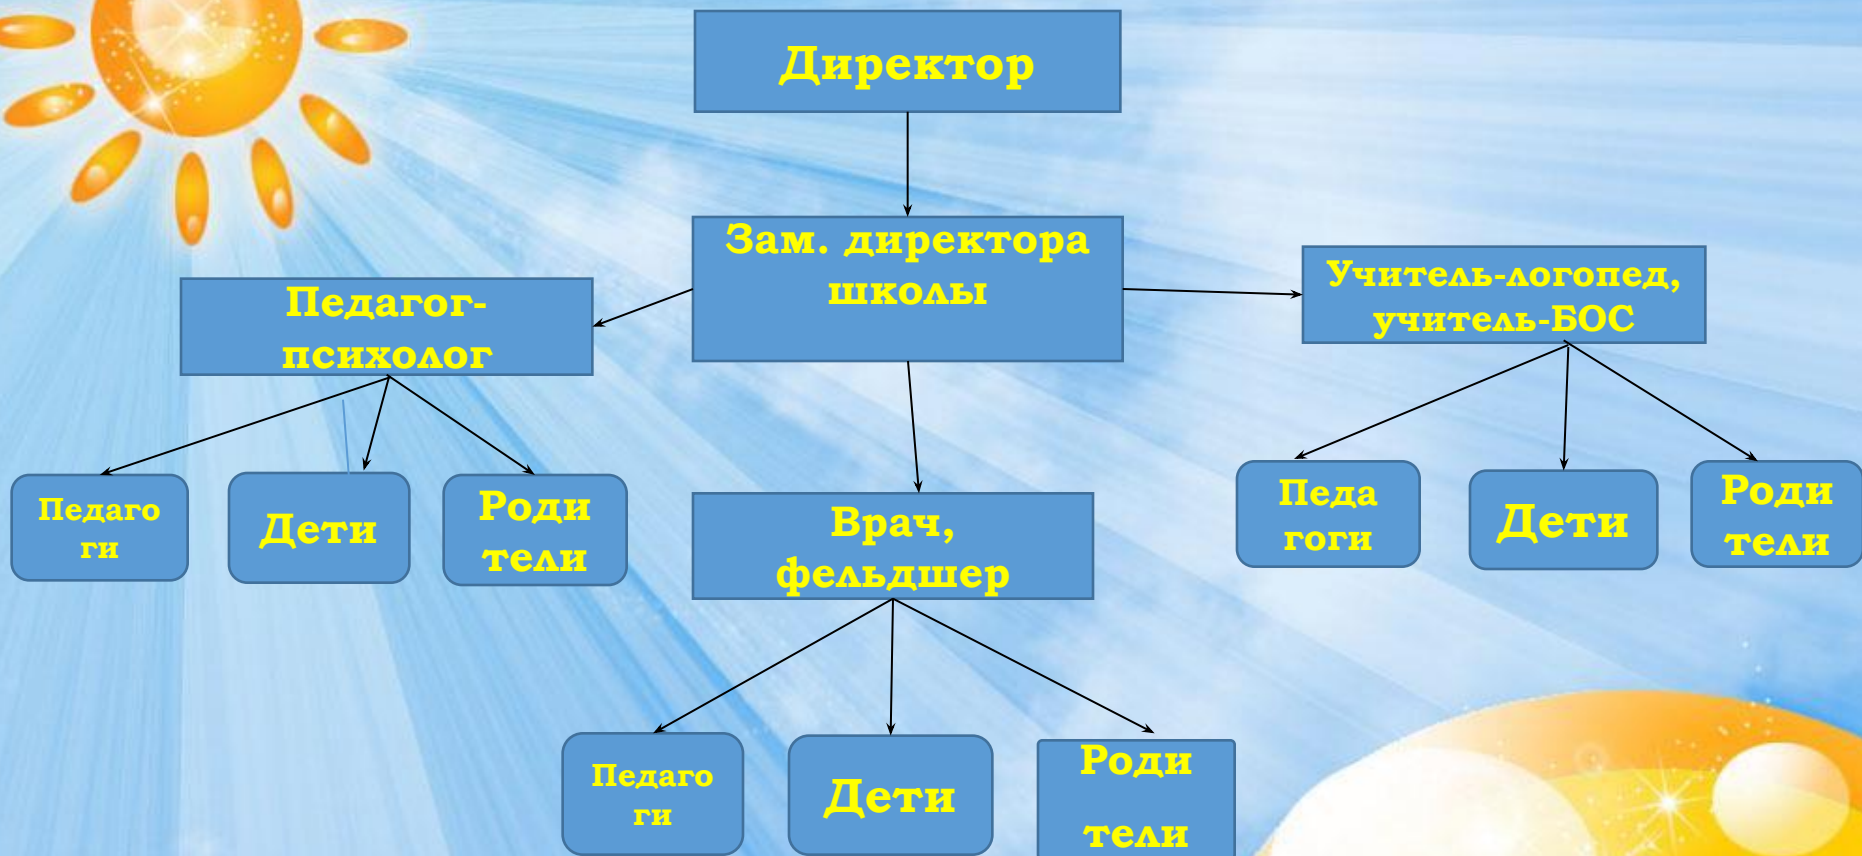 Директор
Зам. директора
школы
Педагог-
психолог
Учитель-логопед,
учитель-БОС
Педаго
ги
Дети
Роди
тели
Врач,
фельдшер
Педа
гоги
Дети
Роди
тели
Педаго
ги
Дети
Роди
тели